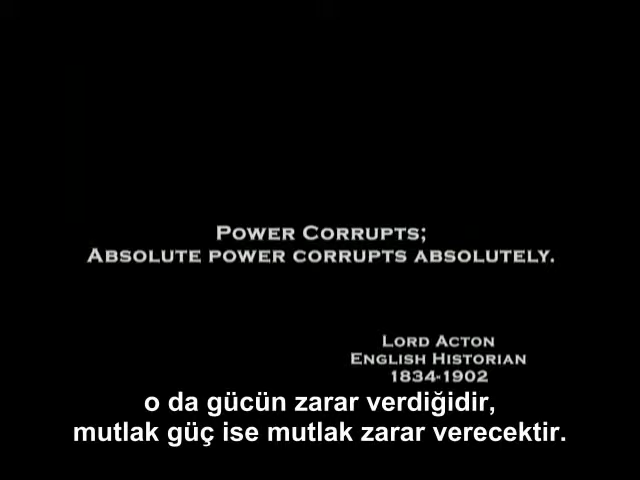 Power Corrupts;
Absolute power corrupts absolutely.
Lord Acton
English Historian
1834-1902
o da gücün zarar verdiğidir,
mutlak güç ise mutlak zarar verecektir.